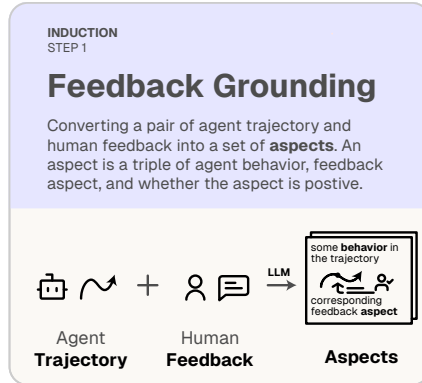 INDUCTION
STEP 1
Feedback Grounding
Converting a pair of agent trajectory and
human feedback into a set of aspects. An
aspect is a triple of agent behavior, feedback
aspect, and whether the aspect is postive.
some behavior in
the trajectory
LLM
corresponding
feedback aspect
Agent
Trajectory
Human
Feedback
Aspects